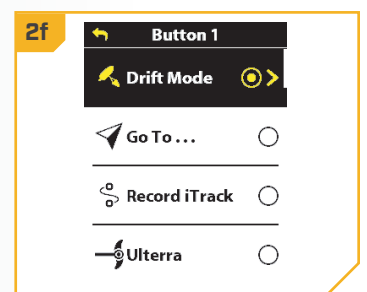 2f
Button 1
Drift Mode
Go To ...
Record iTrack
Ulterra